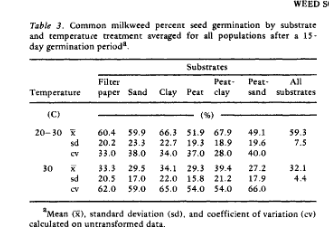 WEED SC
Table 3. Common milkweed percent seed germination by substrate
and temperature treatment averaged for all populations after a 15-
day germination periodᵃ.
Substrates
Filter Peat- Peat- All
Temperature paper Sand Clay Peat clay sand substrates
(C) (%)
20–30 x̄ 60.4 59.9 66.3 51.9 67.9 49.1 59.3
sd 20.2 23.3 22.7 19.3 18.9 19.6 7.5
cv 33.0 38.0 34.0 37.0 28.0 40.0
30 x̄ 33.3 29.5 34.1 29.3 39.4 27.2 32.1
sd 20.5 17.0 22.0 15.8 21.2 17.9 4.4
cv 62.0 59.0 65.0 54.0 54.0 66.0
ᵃMean (x̄), standard deviation (sd), and coefficient of variation (cv)
calculated on untransformed data.